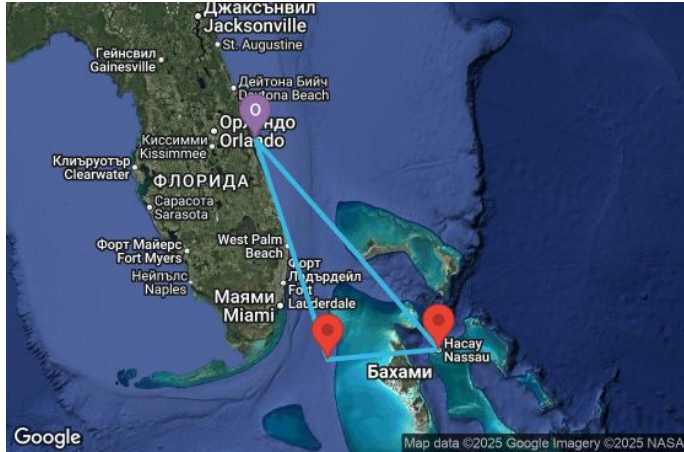 Джаксънвил
Jacksonville
St. Augustine
Гейнсвил
Gainesville
Дейтона Бийч
Daytona Beach
O
Орландо
Orlando
Киссимми
Kissimmee
Клиъруотър
Clearwater
ФЛОРИДА
Сарасота
Sarasota
Форт Майерс
Fort Myers
West Palm
Beach
Нейпълс
Naples
Форт
Лодърдейл
Fort
Lauderdale
Маями
Miami
Насау
Nassau
Бахами
Google
Map data ©2025 Google Imagery ©2025 NASA